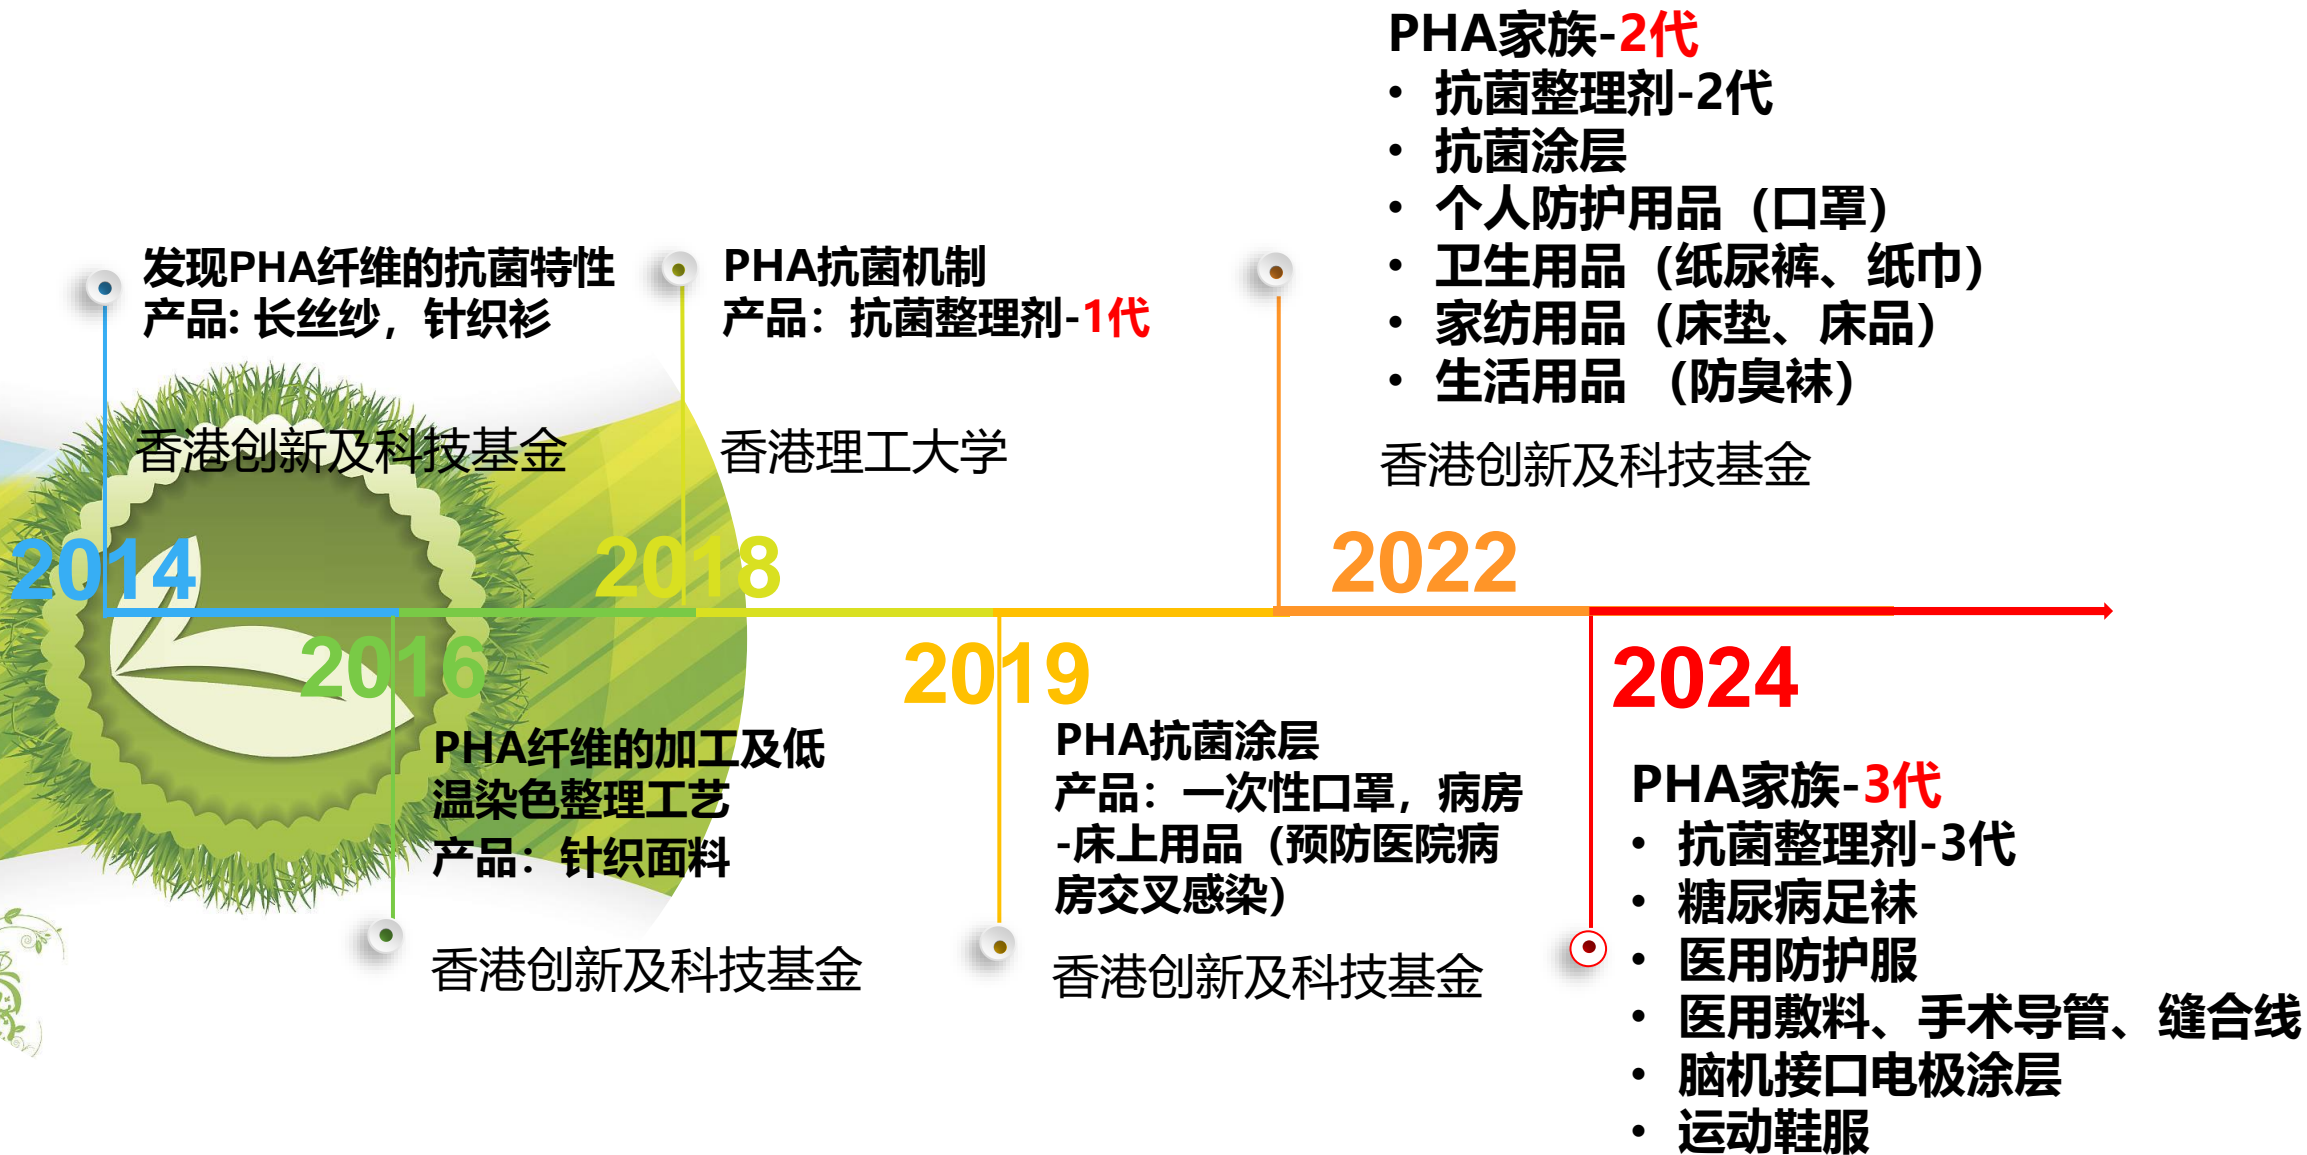 发现PHA纤维的抗菌特性
产品: 长丝纱，针织衫
香港创新及科技基金
2014
2016
PHA纤维的加工及低
温染色整理工艺
产品：针织面料
香港创新及科技基金
PHA抗菌机制
产品：抗菌整理剂-1代
香港理工大学
2018
2019
PHA抗菌涂层
产品：一次性口罩，病房
-床上用品（预防医院病
房交叉感染）
香港创新及科技基金
PHA家族-2代
• 抗菌整理剂-2代
• 抗菌涂层
• 个人防护用品（口罩）
• 卫生用品（纸尿裤、纸巾）
• 家纺用品（床垫、床品）
• 生活用品 （防臭袜）
香港创新及科技基金
2022
2024
PHA家族-3代
• 抗菌整理剂-3代
• 糖尿病足袜
• 医用防护服
• 医用敷料、手术导管、缝合线
• 脑机接口电极涂层
• 运动鞋服